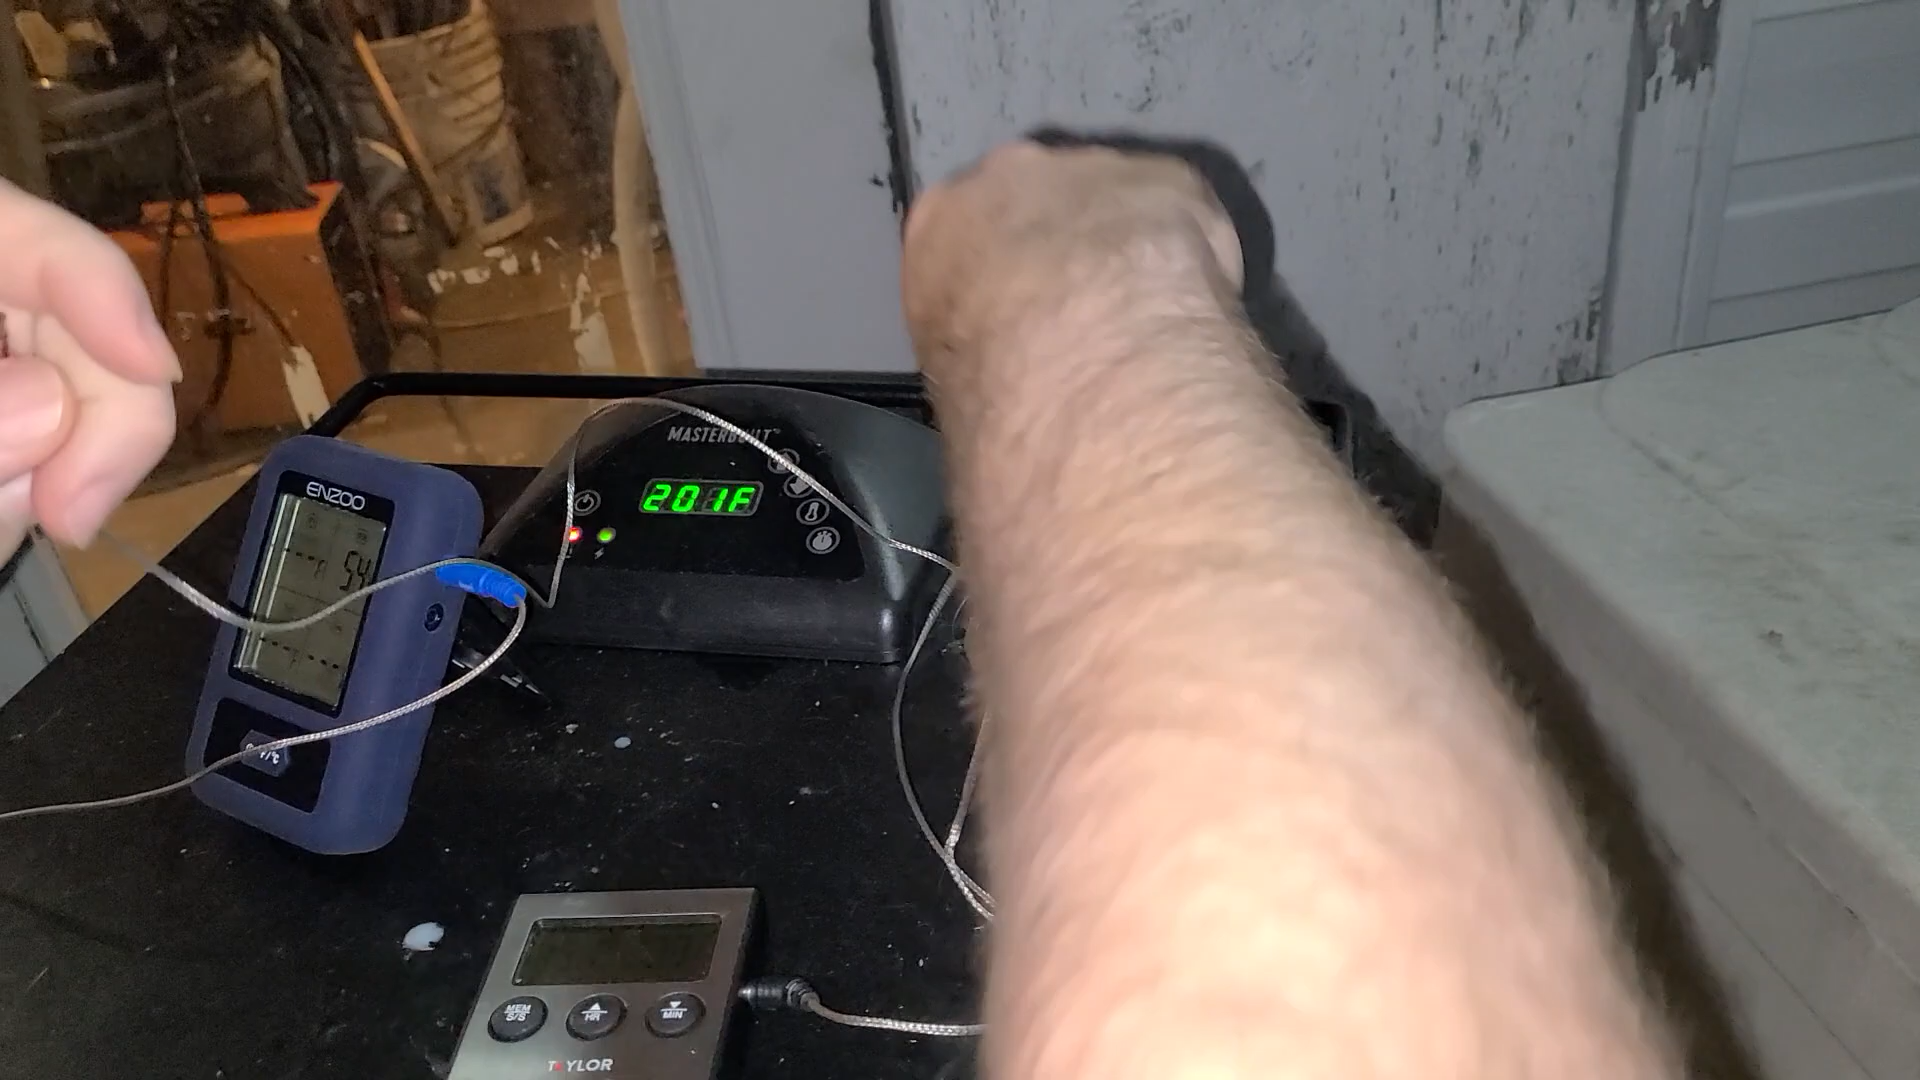 MASTERBUILT
201F
ENZOO
54
°F/°C
MEM
S/S
HR
MIN
TAYLOR